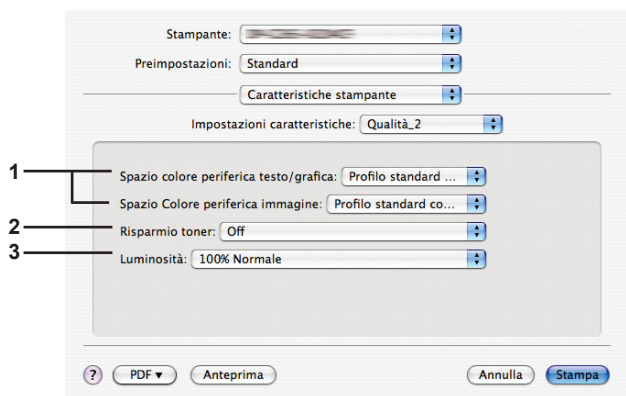 Stampante:
Preimpostazioni: Standard
Caratteristiche stampante
Impostazioni caratteristiche: Qualità_2
1
Spazio colore periferica testo/grafica: Profilo standard ...
Spazio Colore periferica immagine: Profilo standard co...
2
Risparmio toner: Off
3
Luminosità: 100% Normale
? PDF ▼ Anteprima Annulla Stampa